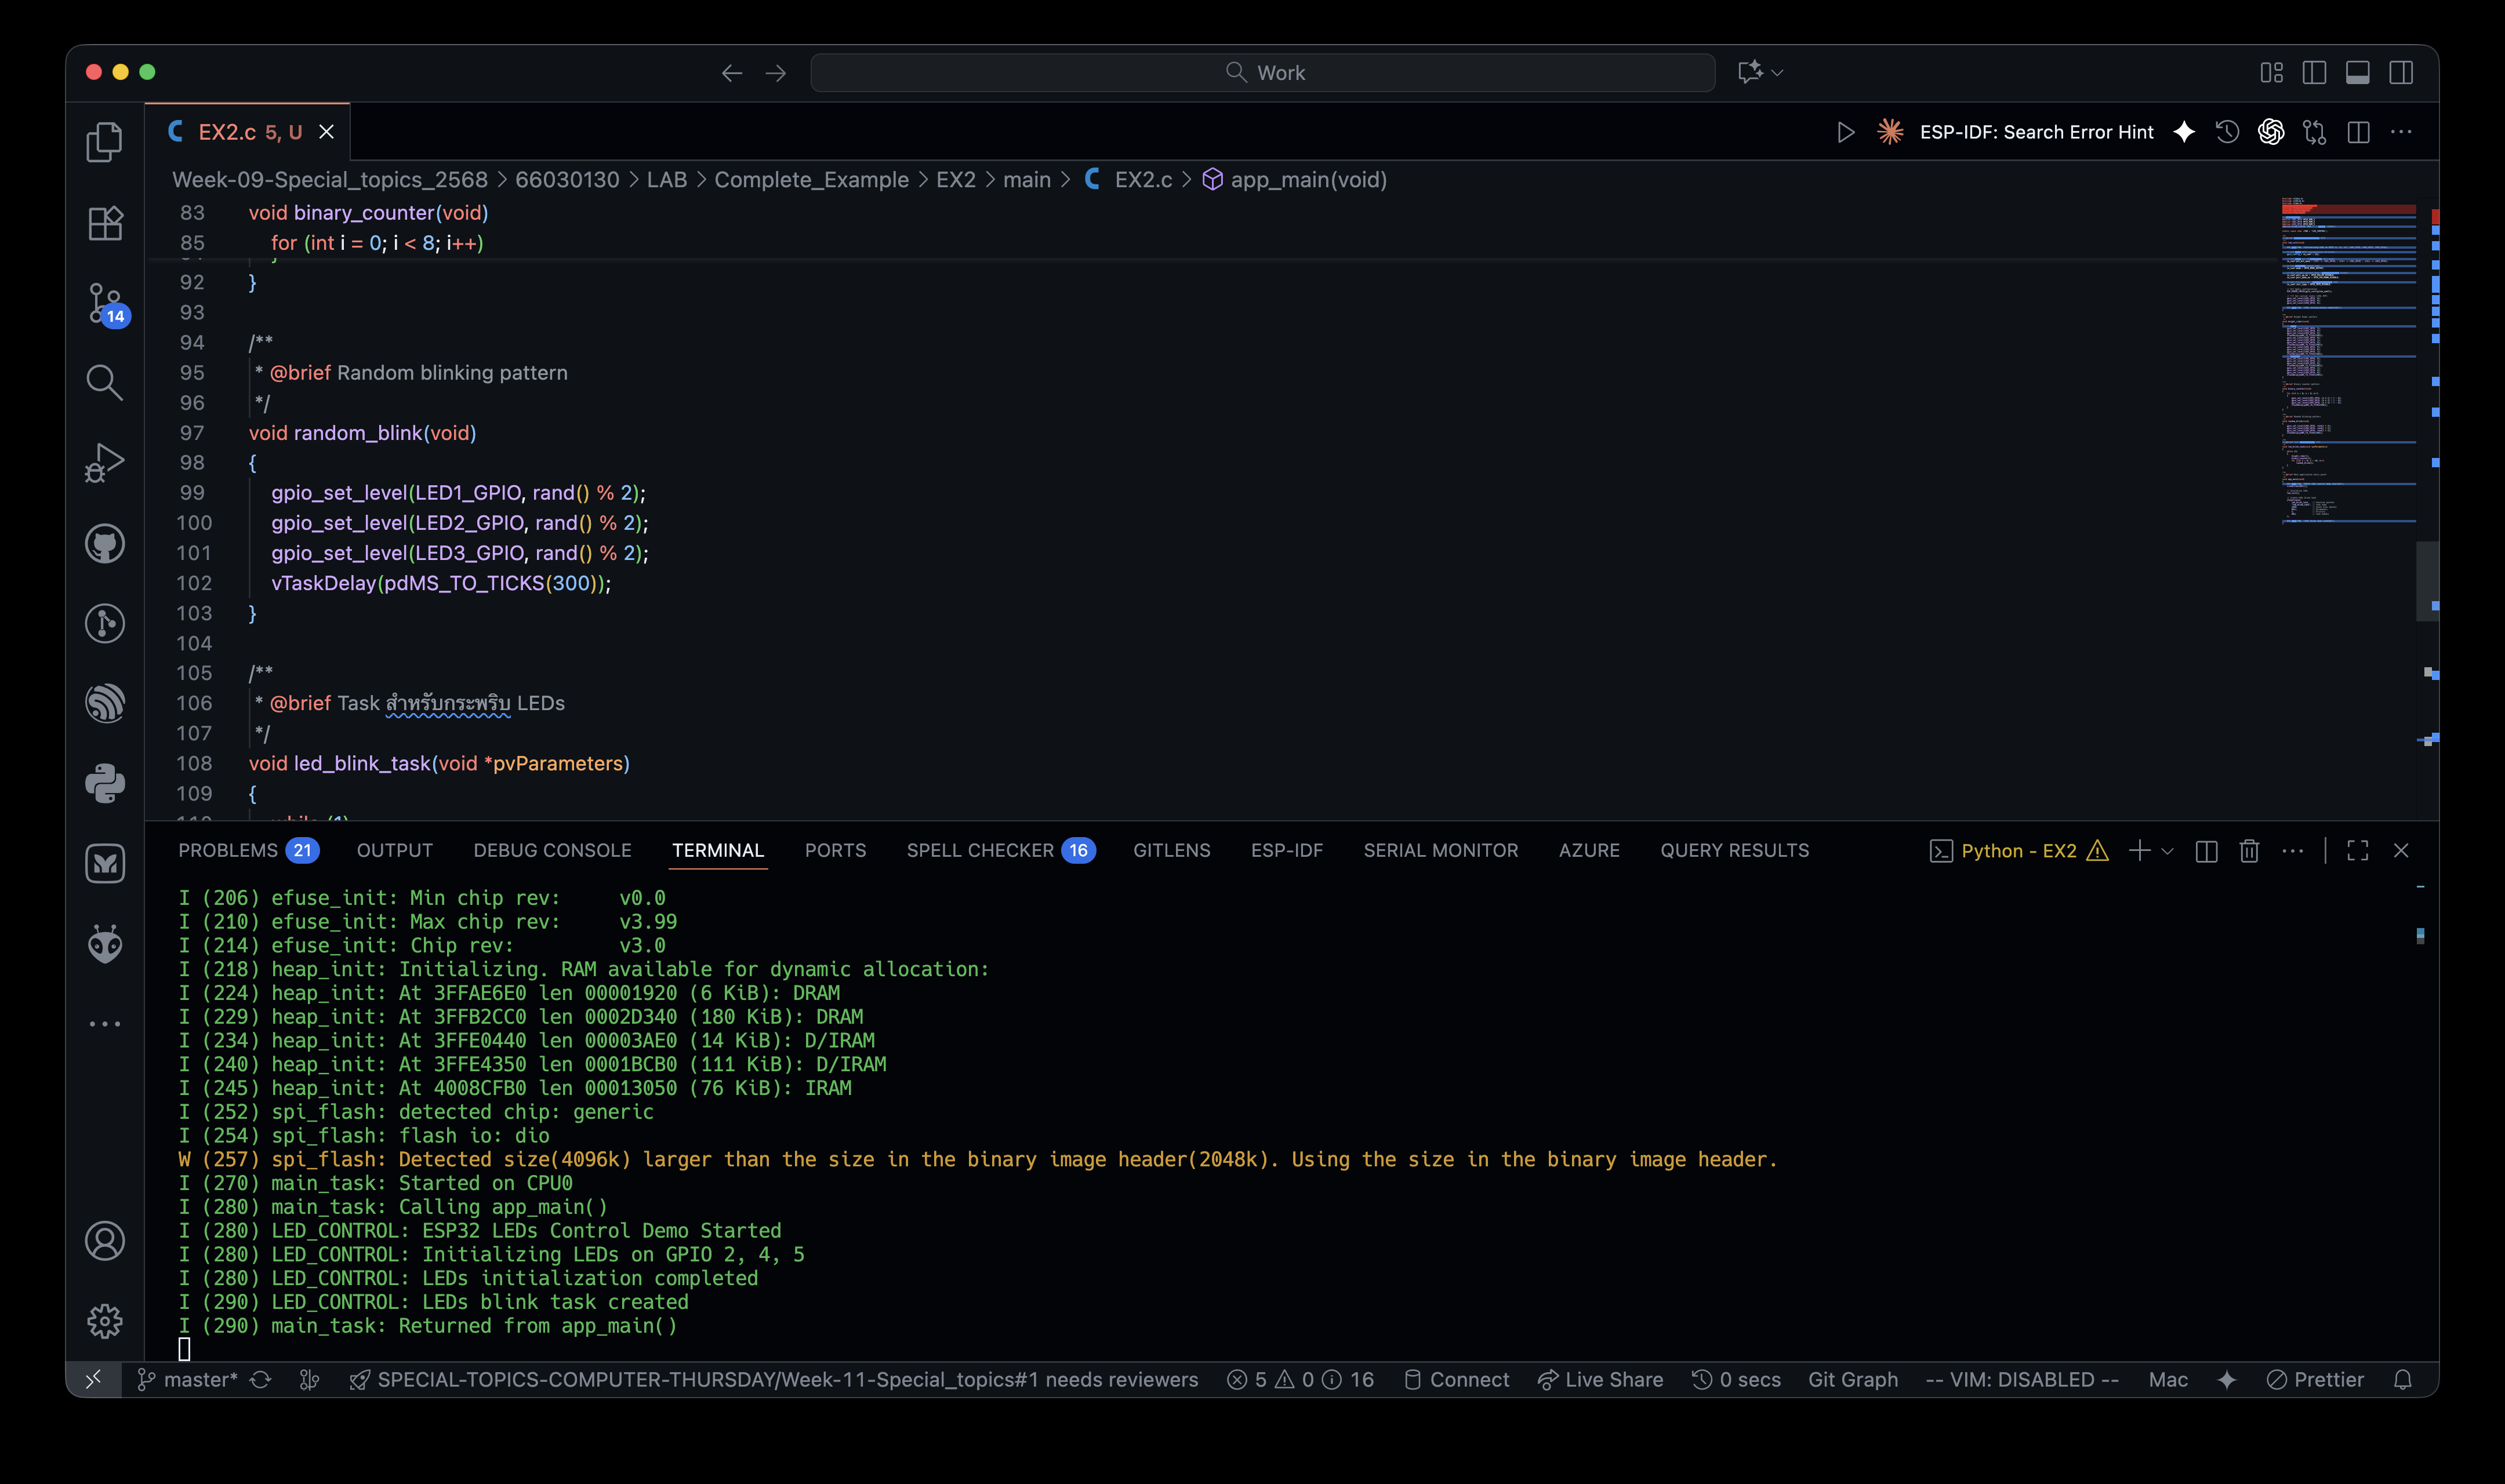 Work
EX2.c 5, U
ESP-IDF: Search Error Hint
Week-09-Special_topics_2568 > 66030130 > LAB > Complete_Example > EX2 > main > EX2.c > app_main(void)
83 void binary_counter(void)
85 for (int i = 0; i < 8; i++)
92 }
93
94 /**
95 * @brief Random blinking pattern
96 */
97 void random_blink(void)
98 {
99 gpio_set_level(LED1_GPIO, rand() % 2);
100 gpio_set_level(LED2_GPIO, rand() % 2);
101 gpio_set_level(LED3_GPIO, rand() % 2);
102 vTaskDelay(pdMS_TO_TICKS(300));
103 }
104
105 /**
106 * @brief Task สำหรับกระพริบ LEDs
107 */
108 void led_blink_task(void *pvParameters)
109 {
14
PROBLEMS 21 OUTPUT DEBUG CONSOLE TERMINAL PORTS SPELL CHECKER 16 GITLENS ESP-IDF SERIAL MONITOR AZURE QUERY RESULTS Python - EX2
I (206) efuse_init: Min chip rev: v0.0
I (210) efuse_init: Max chip rev: v3.99
I (214) efuse_init: Chip rev: v3.0
I (218) heap_init: Initializing. RAM available for dynamic allocation:
I (224) heap_init: At 3FFAE6E0 len 00001920 (6 KiB): DRAM
I (229) heap_init: At 3FFB2CC0 len 0002D340 (180 KiB): DRAM
I (234) heap_init: At 3FFE0440 len 00003AE0 (14 KiB): D/IRAM
I (240) heap_init: At 3FFE4350 len 0001BCB0 (111 KiB): D/IRAM
I (245) heap_init: At 4008CFB0 len 00013050 (76 KiB): IRAM
I (252) spi_flash: detected chip: generic
I (254) spi_flash: flash io: dio
W (257) spi_flash: Detected size(4096k) larger than the size in the binary image header(2048k). Using the size in the binary image header.
I (270) main_task: Started on CPU0
I (280) main_task: Calling app_main()
I (280) LED_CONTROL: ESP32 LEDs Control Demo Started
I (280) LED_CONTROL: Initializing LEDs on GPIO 2, 4, 5
I (280) LED_CONTROL: LEDs initialization completed
I (290) LED_CONTROL: LEDs blink task created
I (290) main_task: Returned from app_main()
master* SPECIAL-TOPICS-COMPUTER-THURSDAY/Week-11-Special_topics#1 needs reviewers 5 0 16 Connect Live Share 0 secs Git Graph -- VIM: DISABLED -- Mac Prettier